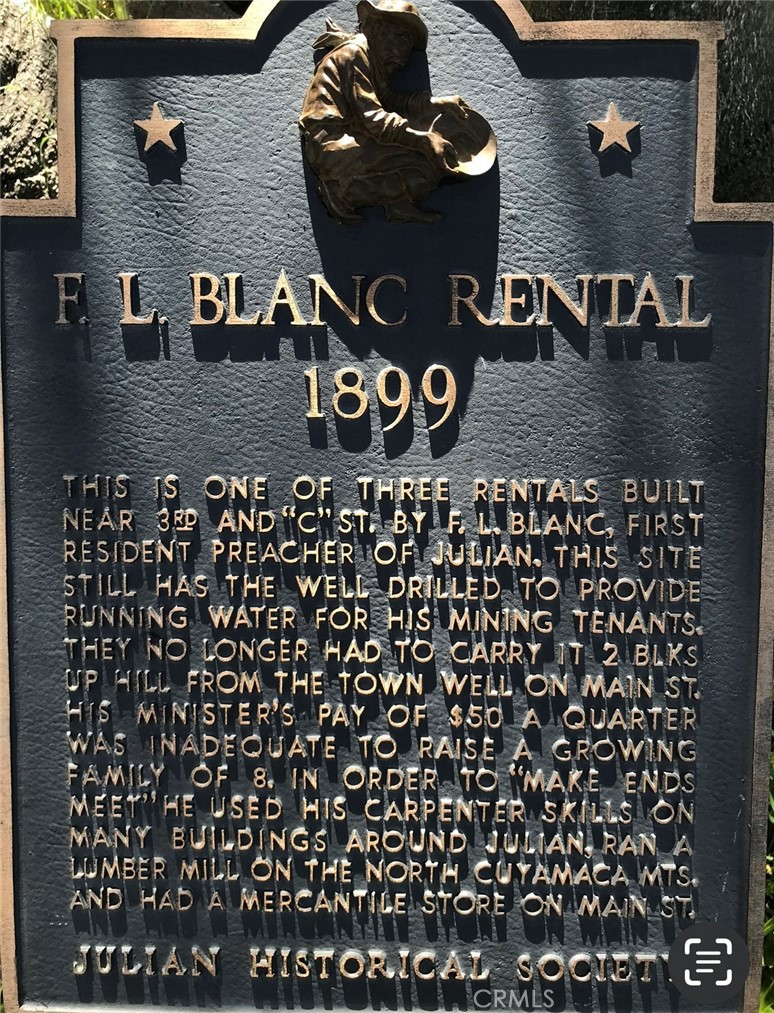 F. L. BLANC RENTAL
1899
THIS IS ONE OF THREE RENTALS BUILT
NEAR 3RD AND "C" ST. BY F. L. BLANC, FIRST
RESIDENT PREACHER OF JULIAN. THIS SITE
STILL HAS THE WELL DRILLED TO PROVIDE
RUNNING WATER FOR HIS MINING TENANTS.
THEY NO LONGER HAD TO CARRY IT 2 BLKS
UP HILL FROM THE TOWN WELL ON MAIN ST.
HIS MINISTER'S PAY OF $50 A QUARTER
WAS INADEQUATE TO RAISE A GROWING
FAMILY OF 8. IN ORDER TO "MAKE ENDS
MEET" HE USED HIS CARPENTER SKILLS ON
MANY BUILDINGS AROUND JULIAN, RAN A
LUMBER MILL ON THE NORTH CUYAMACA MTS.
AND HAD A MERCANTILE STORE ON MAIN ST.
JULIAN HISTORICAL SOCIETY
CRMLS